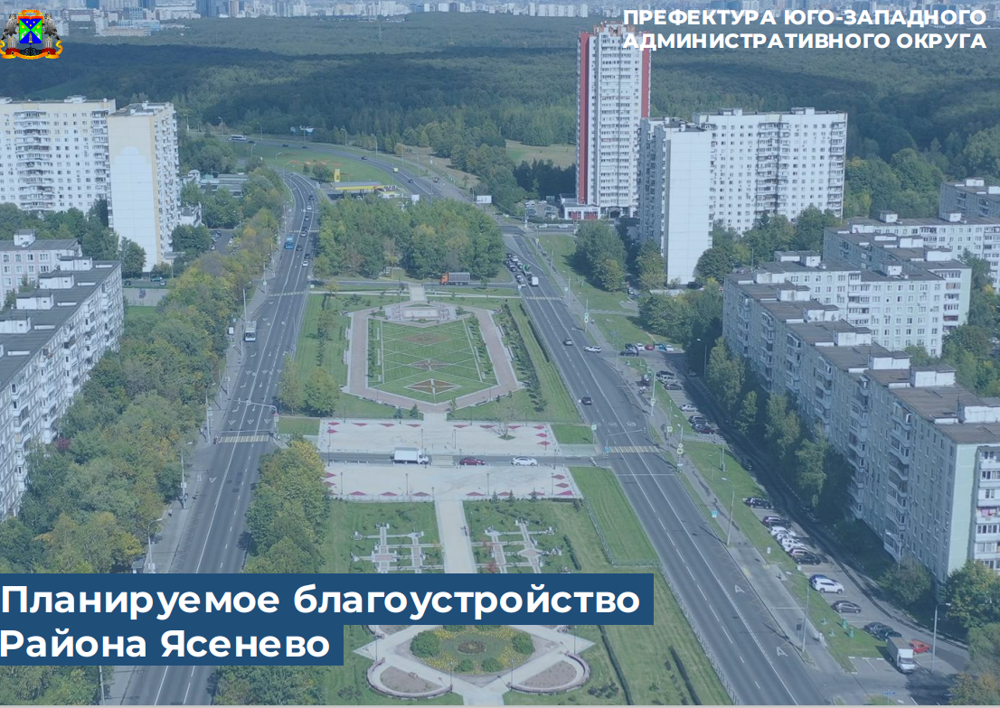 ПРЕФЕКТУРА ЮГО-ЗАПАДНОГО
АДМИНИСТРАТИВНОГО ОКРУГА
Планируемое благоустройство
Района Ясенево